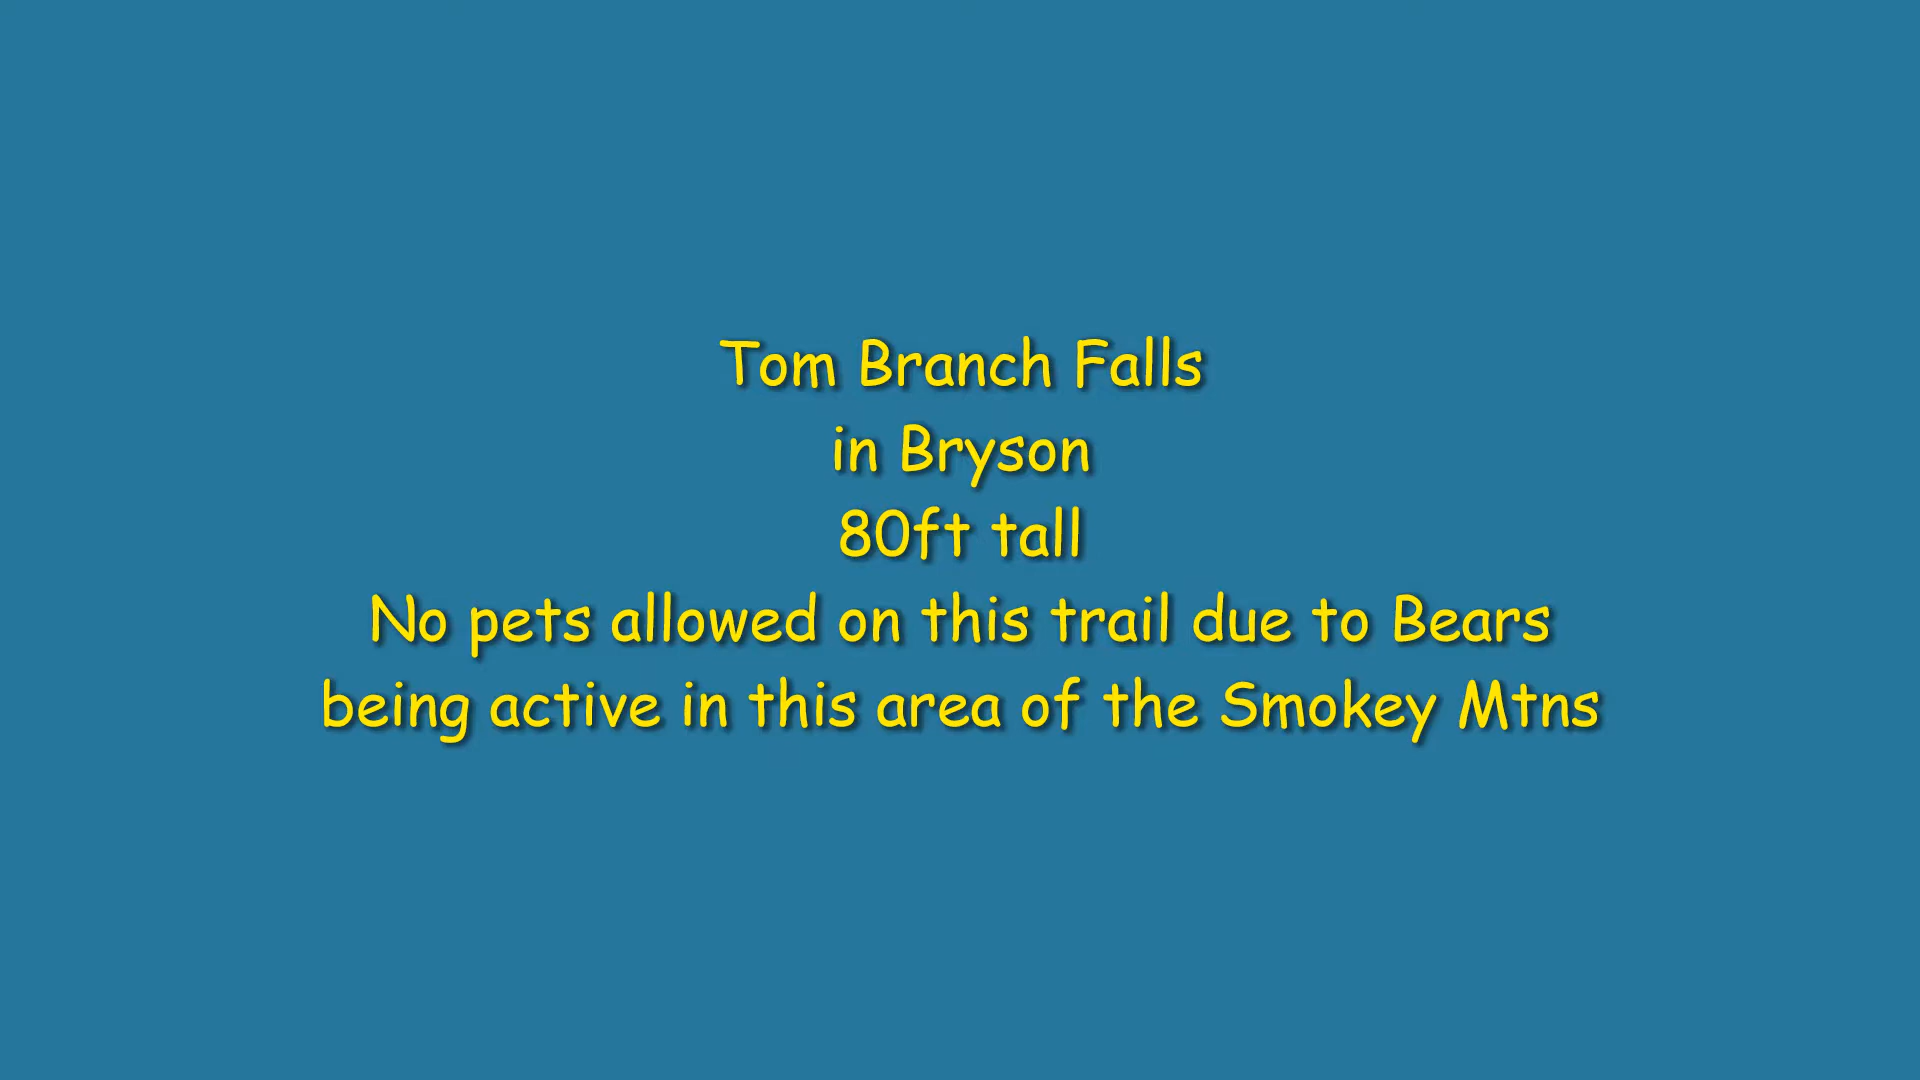 Tom Branch Falls
in Bryson
80ft tall
No pets allowed on this trail due to Bears
being active in this area of the Smokey Mtns